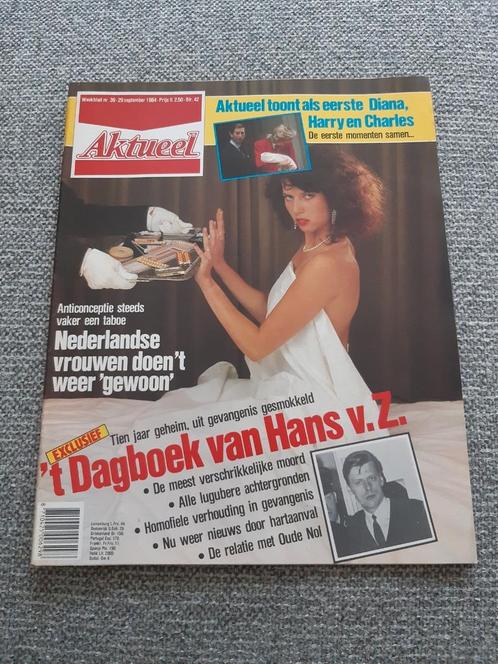 Weekblad nr. 39 - 29 september 1984 - Prijs fl. 2,50 - Bfr. 42
Aktueel
Aktueel toont als eerste Diana,
Harry en Charles
De eerste momenten samen...
Anticonceptie steeds
vaker een taboe
Nederlandse
vrouwen doen't
weer 'gewoon'
EXCLUSIEF
Tien jaar geheim, uit gevangenis gesmokkeld
't Dagboek van Hans v. Z.
• De meest verschrikkelijke moord
• Alle lugubere achtergronden
• Homofiele verhouding in gevangenis
• Nu weer nieuws door hartaanval
• De relatie met Oude Nol